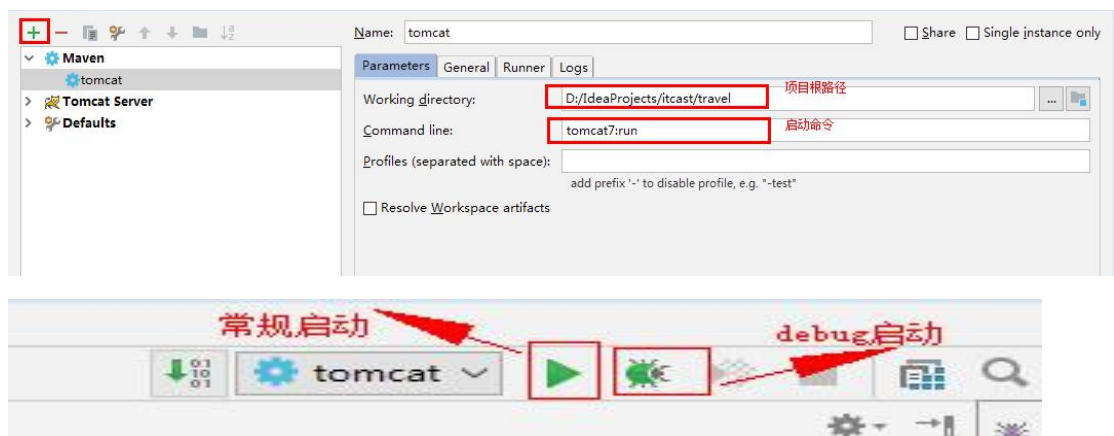 Name: tomcat
Share
Single instance only
Maven
tomcat
Tomcat Server
Defaults
Parameters
General
Runner
Logs
Working directory:
D:/IdeaProjects/itcast/travel
项目根路径
...
Command line:
tomcat7:run
启动命令
Profiles (separated with space):
add prefix '-' to disable profile, e.g. "-test"
Resolve Workspace artifacts
常规启动
debug启动
tomcat